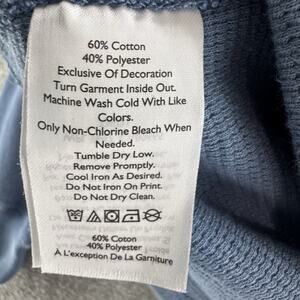 60% Cotton
40% Polyester
Exclusive Of Decoration
Turn Garment Inside Out.
Machine Wash Cold With Like
Colors.
Only Non-Chlorine Bleach When
Needed.
Tumble Dry Low.
Remove Promptly.
Cool Iron As Desired.
Do Not Iron On Print.
Do Not Dry Clean.
60% Coton
40% Polyester
À L'exception De La Garniture